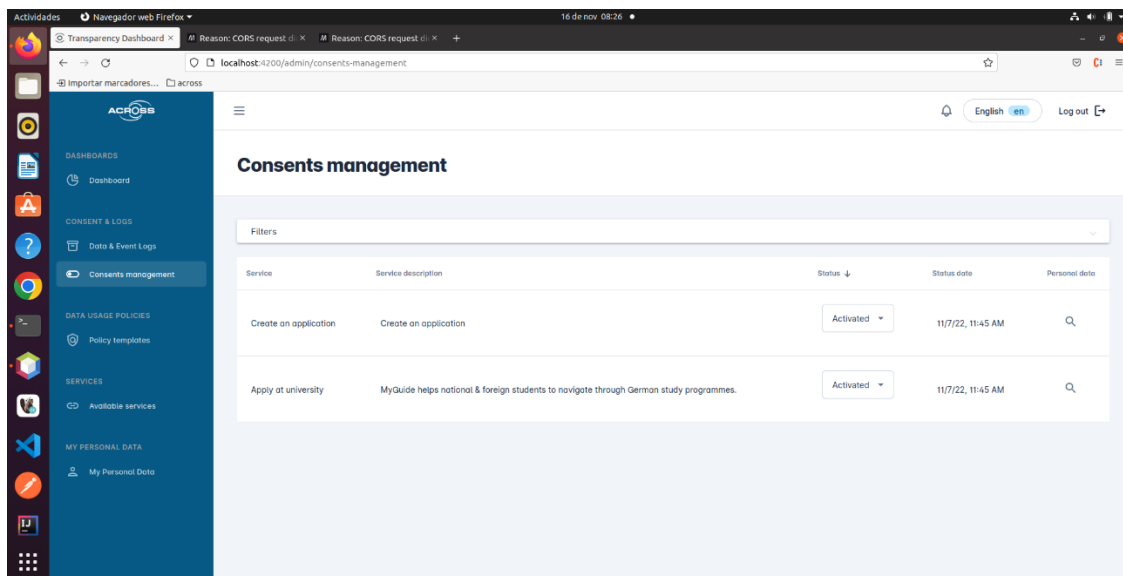 Actividades Navegador web Firefox 16 de nov 08:26
Transparency Dashboard Reason: CORS request di Reason: CORS request di
localhost:4200/admin/consents-management
Importar marcadores... across
ACROSS
English en Log out
DASHBOARDS
Dashboard
CONSENT & LOGS
Data & Event Logs
Consents management
DATA USAGE POLICIES
Policy templates
SERVICES
Available services
MY PERSONAL DATA
My Personal Data
Consents management
Filters
Service Service description Status Status date Personal data
Create an application Create an application Activated 11/7/22, 11:45 AM
Apply at university MyGuide helps national & foreign students to navigate through German study programmes. Activated 11/7/22, 11:45 AM